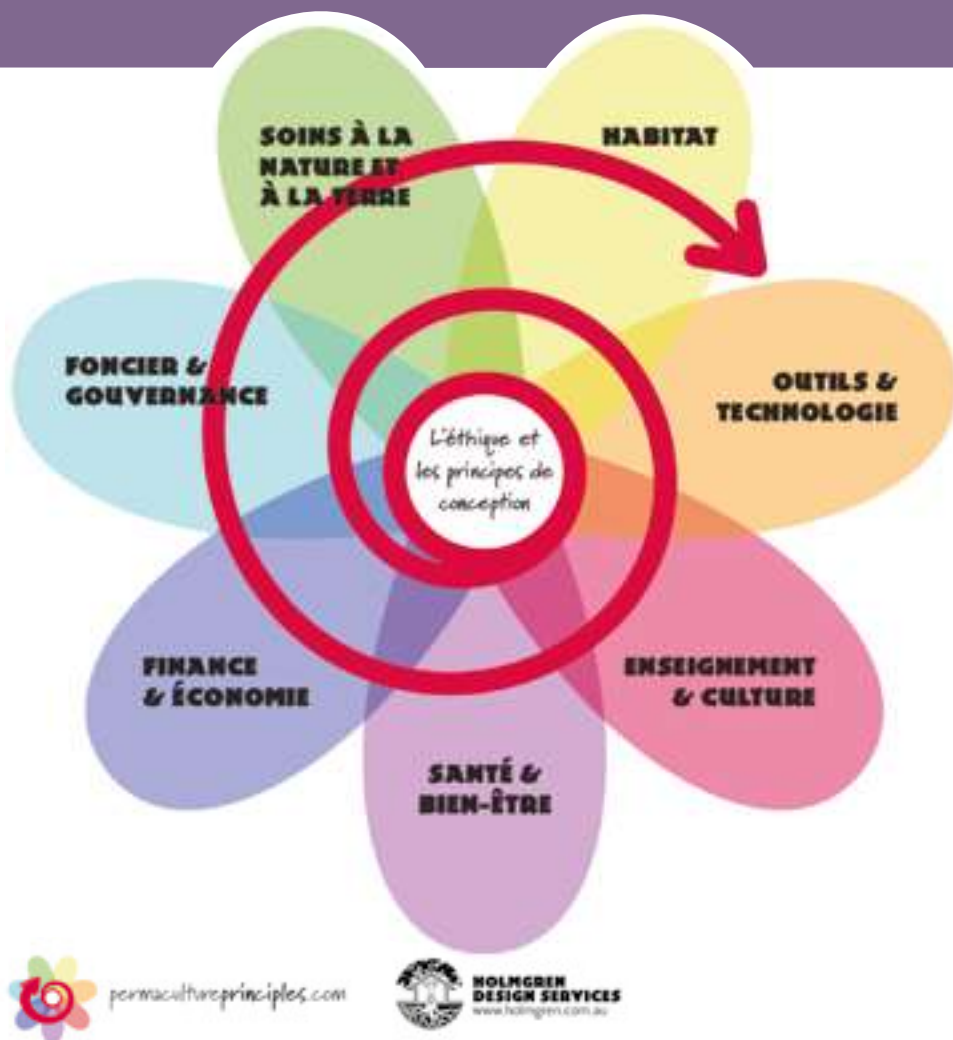 SOINS À LA
NATURE ET
À LA TERRE
HABITAT
FONCIER &
GOUVERNANCE
OUTILS &
TECHNOLOGIE
L'éthique et
les principes de
conception
FINANCE
& ÉCONOMIE
ENSEIGNEMENT
& CULTURE
SANTÉ &
BIEN-ÊTRE
permacultureprinciples.com
HOLMGREN
DESIGN SERVICES
www.holmgren.com.au